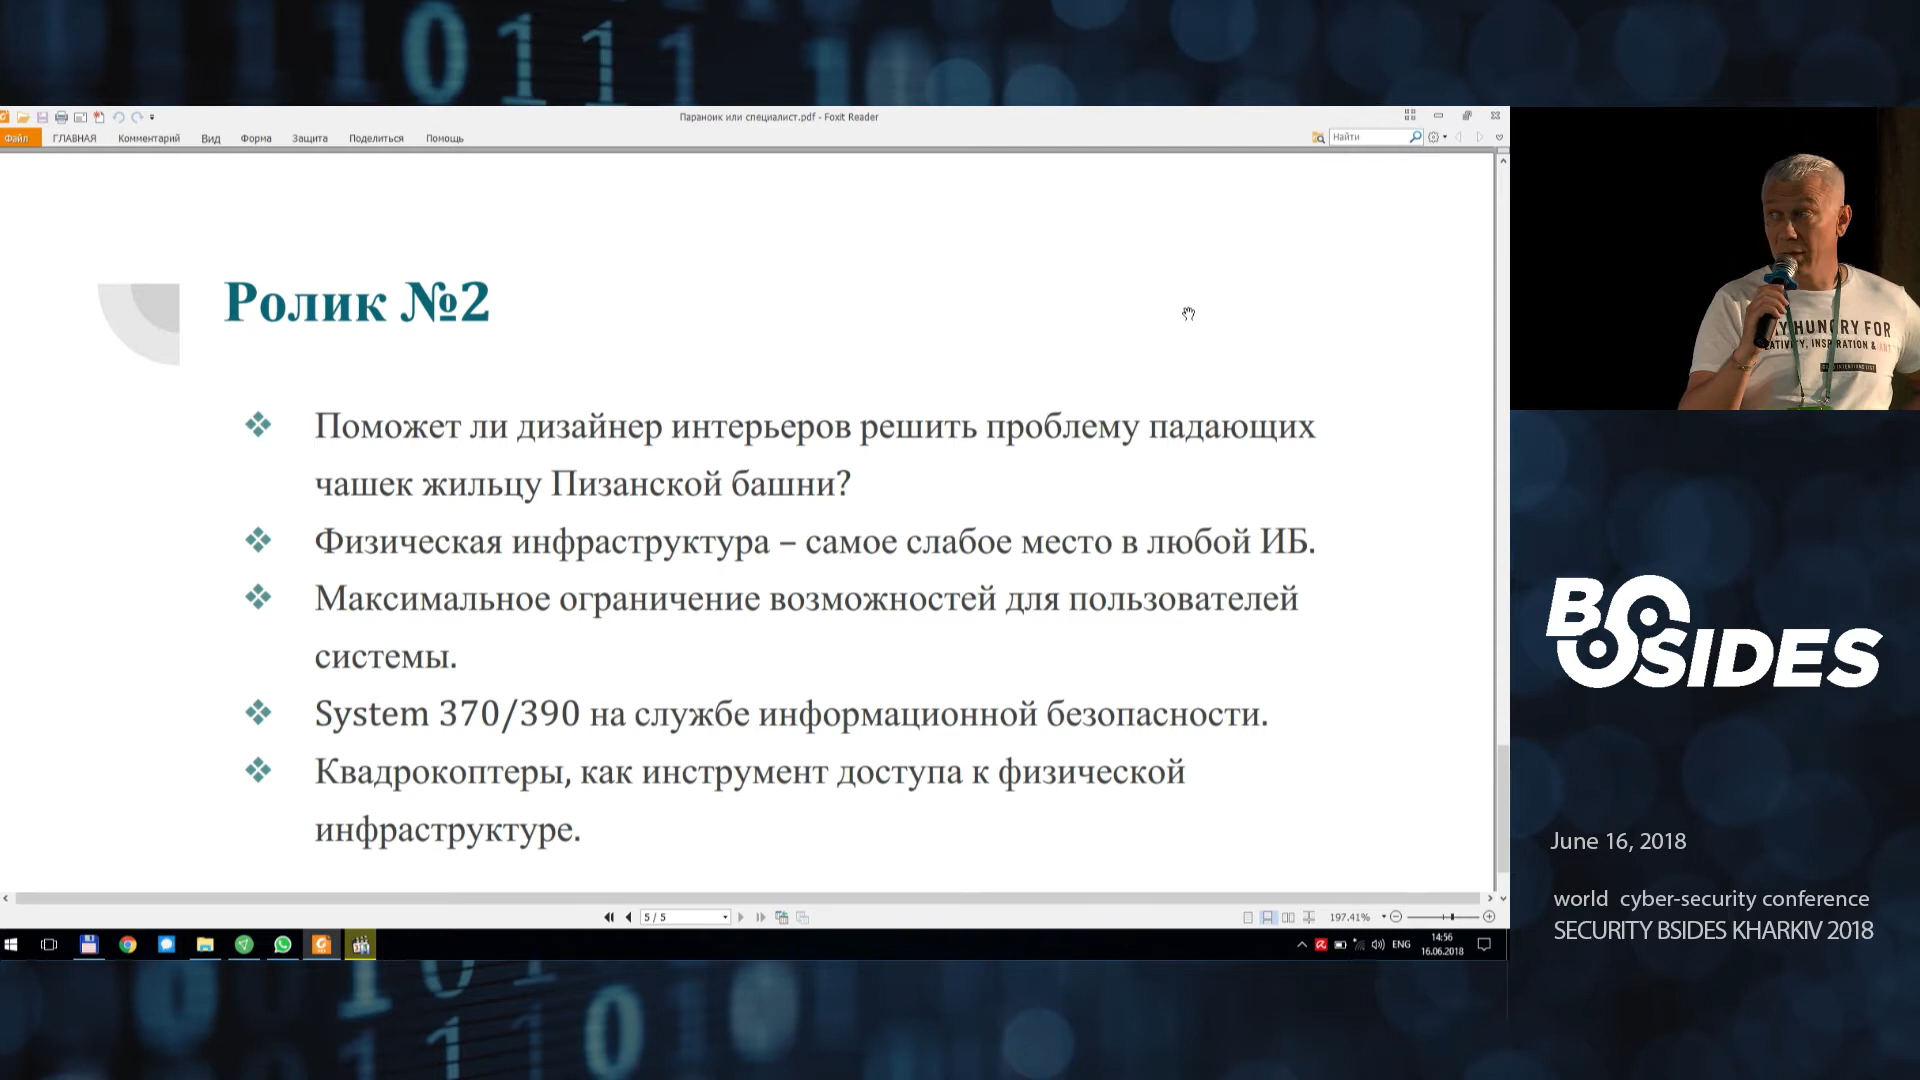 0111
Параноик или специалист.pdf - Foxit Reader
Файл ГЛАВНАЯ Комментарий Вид Форма Защита Поделиться Помощь
Найти
Ролик №2
Поможет ли дизайнер интерьеров решить проблему падающих
чашек жильцу Пизанской башни?
Физическая инфраструктура – самое слабое место в любой ИБ.
Максимальное ограничение возможностей для пользователей
системы.
System 370/390 на службе информационной безопасности.
Квадрокоптеры, как инструмент доступа к физической
инфраструктуре.
5 / 5
197.41%
ENG
14:56
16.06.2018
HUNGRY FOR
INSPIRATION &
BSIDES
June 16, 2018
world cyber-security conference
SECURITY BSIDES KHARKIV 2018